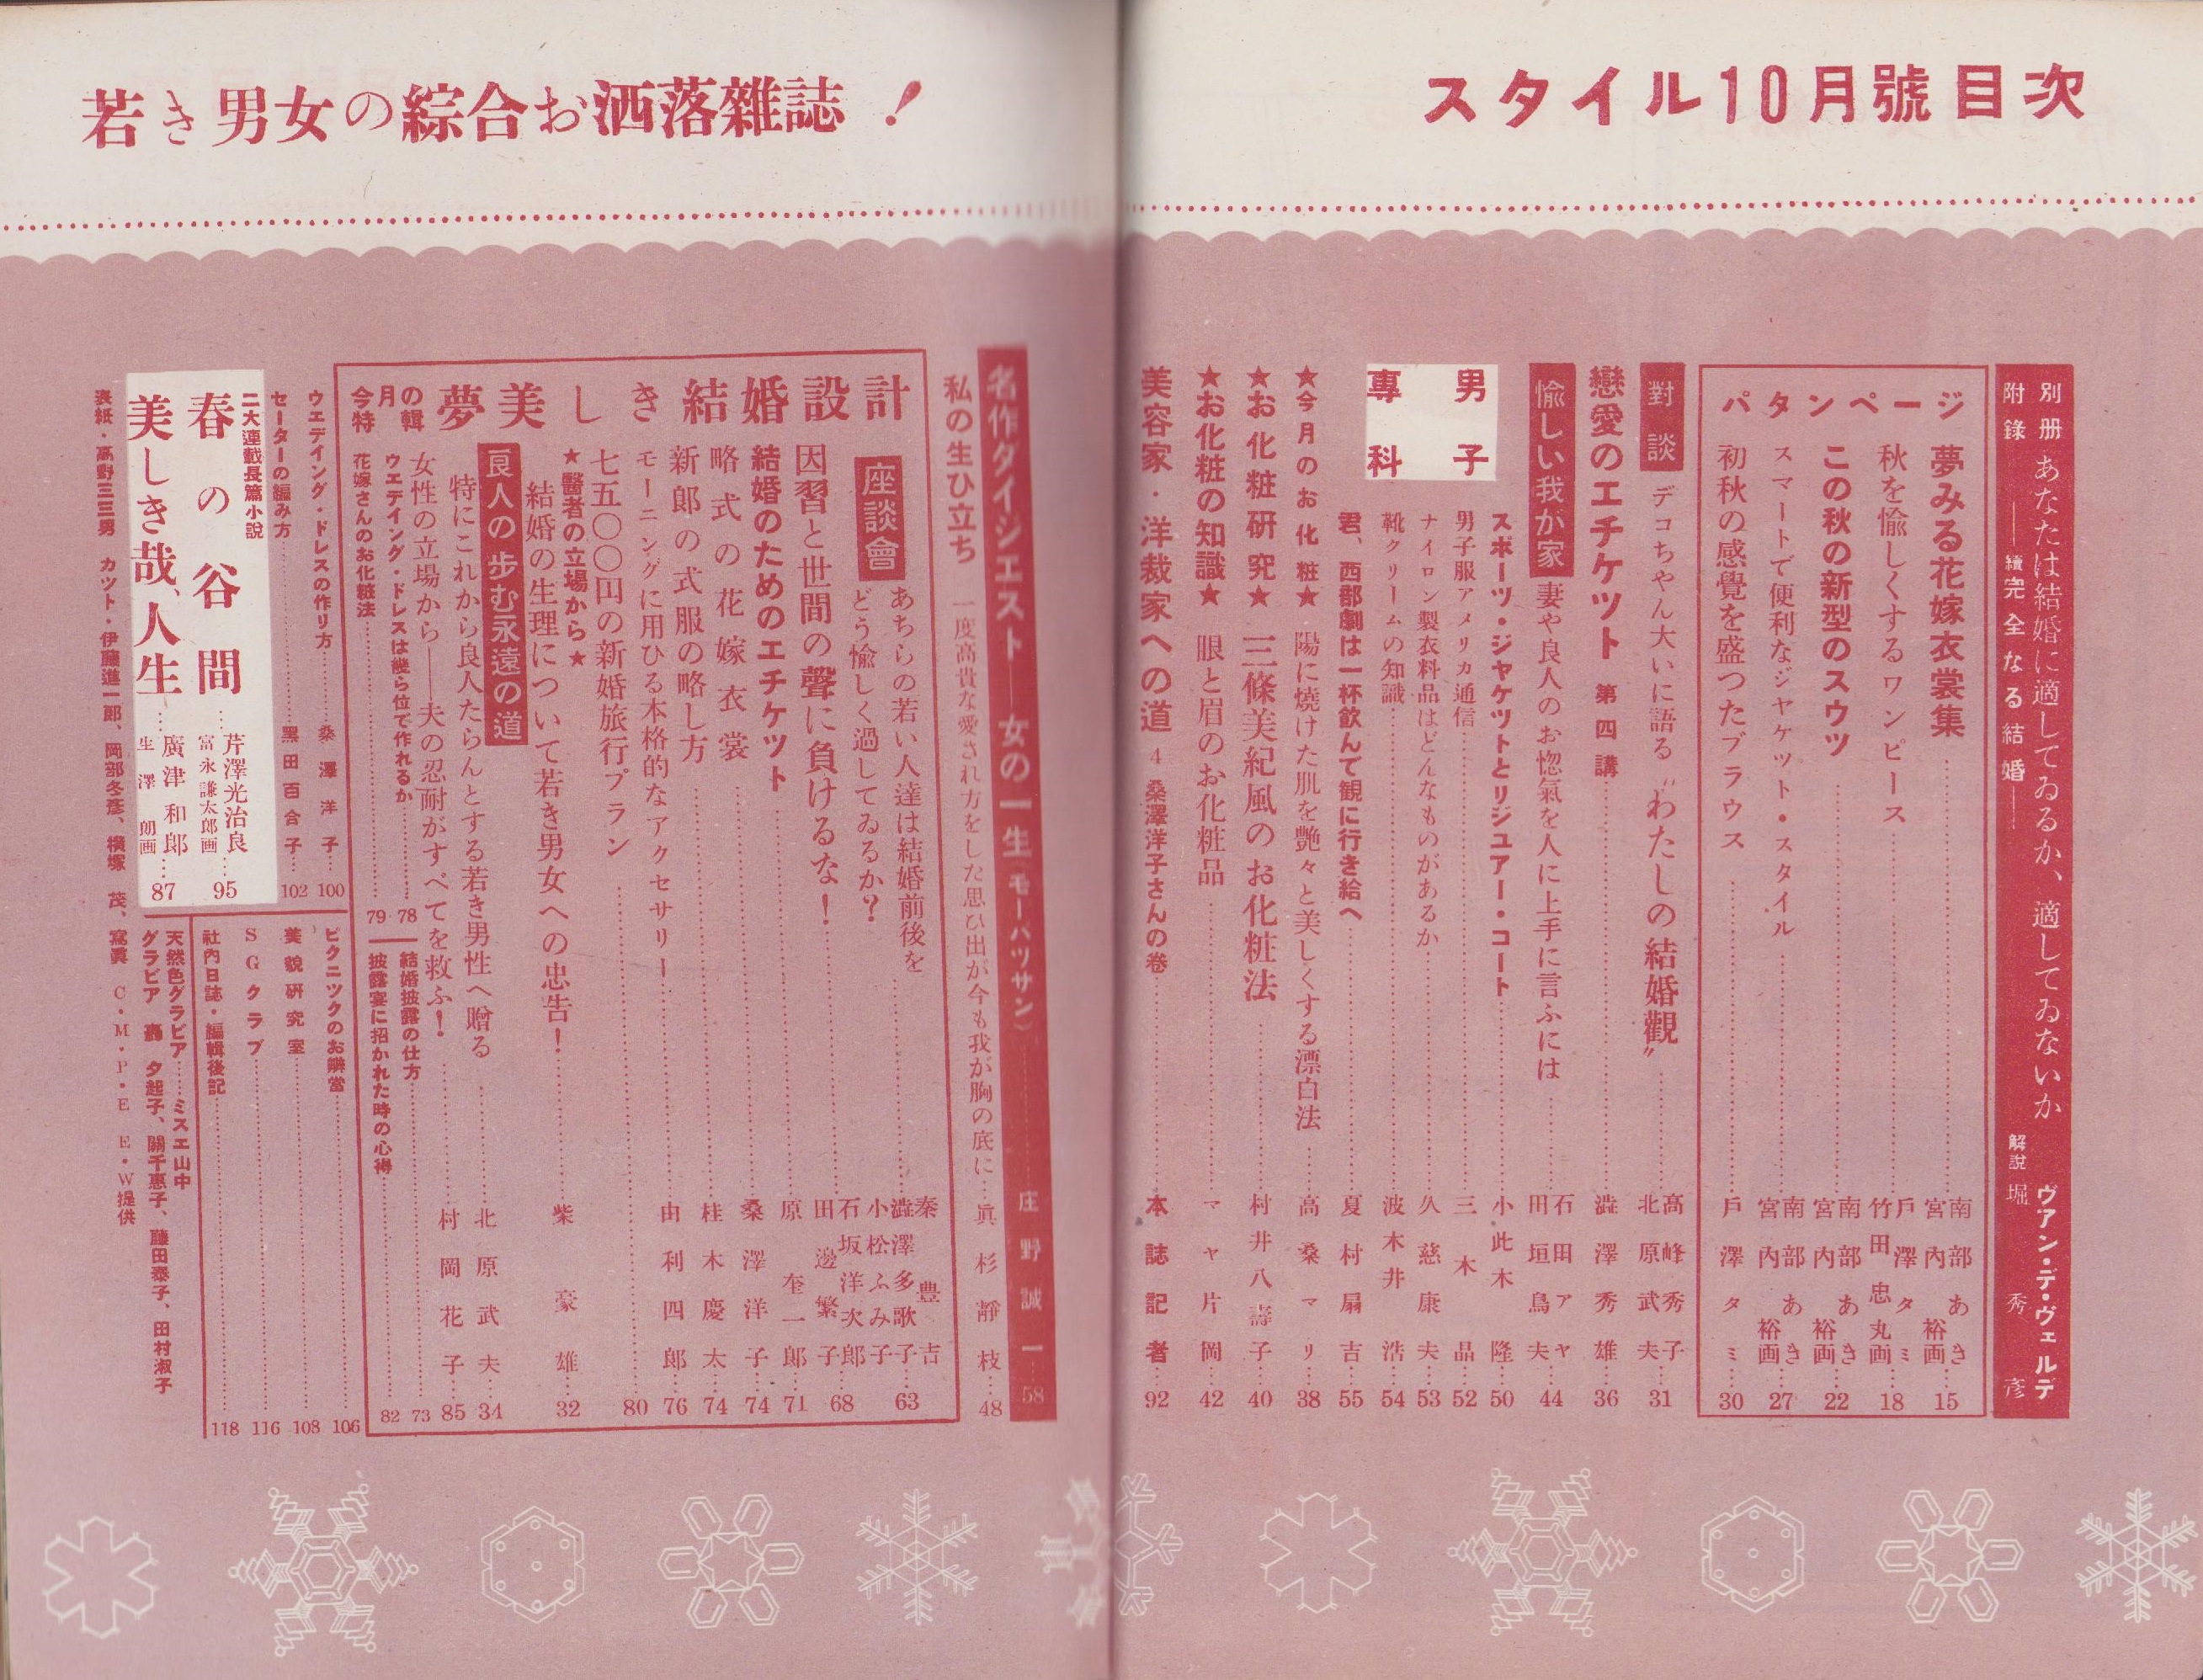 スタイル10月號目次
若き男女の綜合お洒落雜誌!
別册附錄
あなたは結婚に適してゐるか、適してゐないか
——續完全なる結婚——
ヴアン・デ・ヴエルデ
解說 堀秀彦
パタンページ
夢みる花嫁衣裳集 南部あき 宮內裕画 15
秋を愉しくするワンピース 戶澤タミ 竹田忠丸画 18
この秋の新型のスウツ 南部あき 宮內裕画 22
スマートで便利なジヤケツト・スタイル 南部あき 宮內裕画 27
初秋の感覺を盛つたブラウス 戶澤タミ 30
對談 デコちやん大いに語る〝わたしの結婚觀〟 高峰秀子 北原武夫 31
戀愛のエチケツト 第四講 澁澤秀雄 36
愉しい我が家 妻や良人のお惚氣を人に上手に言ふには 石田アヤ 田垣鳥夫 44
男子專科
スポーツ・ジヤケツトとリジユアー・コート 小此木隆 50
男子服アメリカ通信 三木晶 52
ナイロン製衣料品はどんなものがあるか 久慈康夫 53
靴クリームの知識 波木井浩 54
君、西部劇は一杯飮んで観に行き給へ 夏村扇吉 55
★今月のお化粧★ 陽に燒けた肌を艶々と美しくする漂白法 高桑マリ 38
★お化粧硏究★ 三條美紀風のお化粧法 村井八壽子 40
★お化粧の知識★ 眼と眉のお化粧品 マヤ片岡 42
美容家・洋裁家への道 4 桑澤洋子さんの卷 本誌記者 92
名作ダイジエスト——女の一生(モーパツサン) 庄野誠一 58
私の生ひ立ち 一度高貴な愛され方をした思ひ出が今も我が胸の底に 眞杉靜枝 48
今月の特輯
夢美しき結婚設計
座談會 あちらの若い人達は結婚前後をどう愉しく過してゐるか? 秦豊吉 澁澤多歌子 小松ふみ子 63
因習と世間の聲に負けるな! 石坂洋次郎 田邊繁子 68
結婚のためのエチケツト 原奎一郎 71
略式の花嫁衣裳 桑澤洋子 74
新郎の式服の略し方 桂木慶太 74
モーニングに用ひる本格的なアクセサリー 由利四郎 76
七五〇〇円の新婚旅行プラン 80
★醫者の立場から★ 結婚の生理について若き男女への忠告! 柴豪雄 32
良人の步む永遠の道
特にこれから良人たらんとする若き男性へ贈る 北原武夫 34
女性の立場から——夫の忍耐がすべてを救ふ! 村岡花子 85
ウエデイング・ドレスは幾ら位で作れるか 78
花嫁さんのお化粧法 79
結婚披露の仕方 73
披露宴に招かれた時の心得 82
ウエデイング・ドレスの作り方 桑澤洋子 100
セーターの編み方 黑田百合子 102
二大連載長篇小說
春の谷間 芹澤光治良 富永謙太郎画 95
美しき哉、人生 廣津和郎 生澤朗画 87
ピクニツクのお辨當 106
美貌硏究室 108
SGクラブ 116
社內日誌・編輯後記 118
天然色グラビア ミスエ山中
グラビア 轟夕起子、關千惠子、藤田泰子、田村淑子
表紙・高野三三男 カツト・伊藤進一郎、岡部冬彥、橫塚茂、
寫眞 C・M・P・E E・W提供